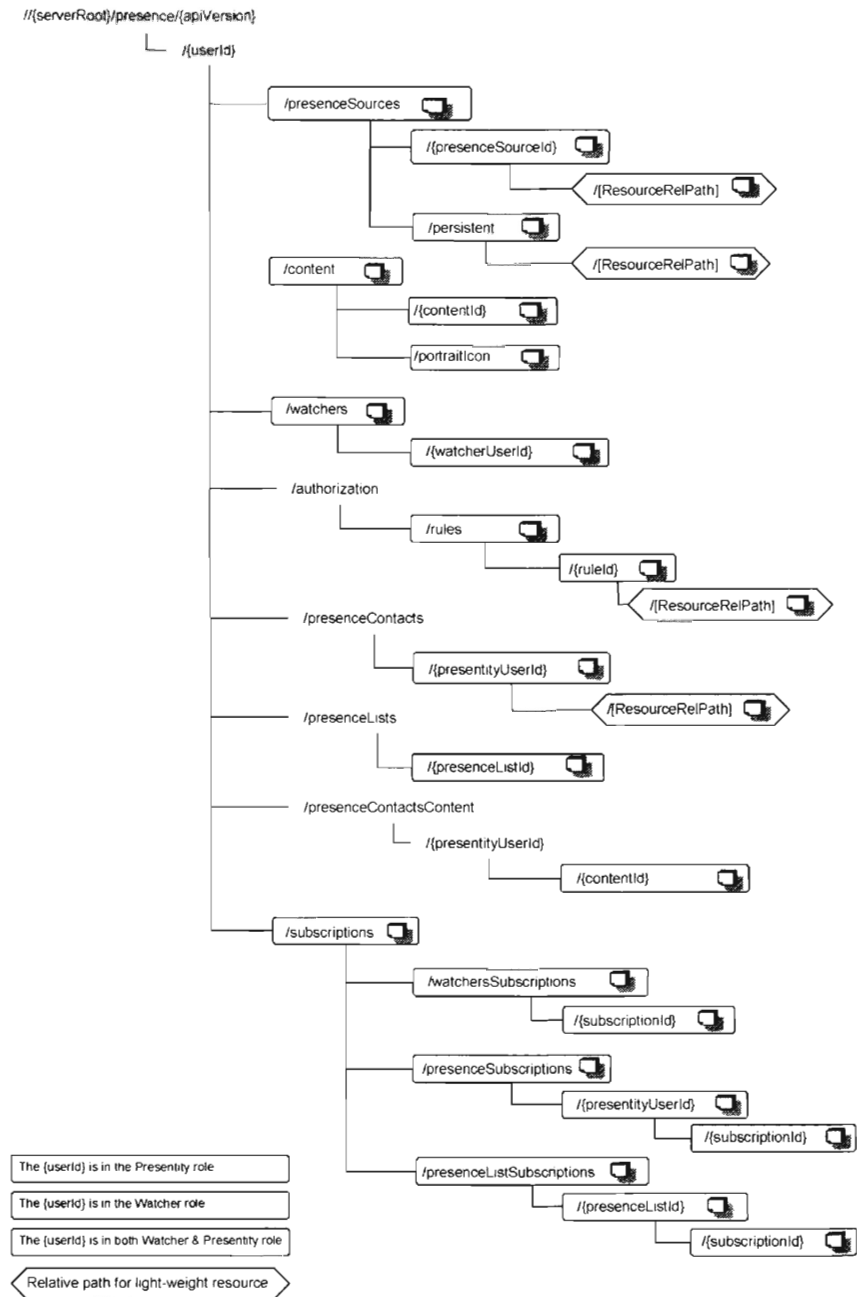 //{serverRoot}/presence/{apiVersion}
/{userId}
/presenceSources
/{presenceSourceId}
/[ResourceRelPath]
/persistent
/[ResourceRelPath]
/content
/{contentId}
/portraitIcon
/watchers
/{watcherUserId}
/authorization
/rules
/{ruleId}
/[ResourceRelPath]
/presenceContacts
/{presentityUserId}
/[ResourceRelPath]
/presenceLists
/{presenceListId}
/presenceContactsContent
/{presentityUserId}
/{contentId}
/subscriptions
/watchersSubscriptions
/{subscriptionId}
/presenceSubscriptions
/{presentityUserId}
/{subscriptionId}
/presenceListSubscriptions
/{presenceListId}
/{subscriptionId}
The {userId} is in the Presentity role
The {userId} is in the Watcher role
The {userId} is in both Watcher & Presentity role
Relative path for light-weight resource